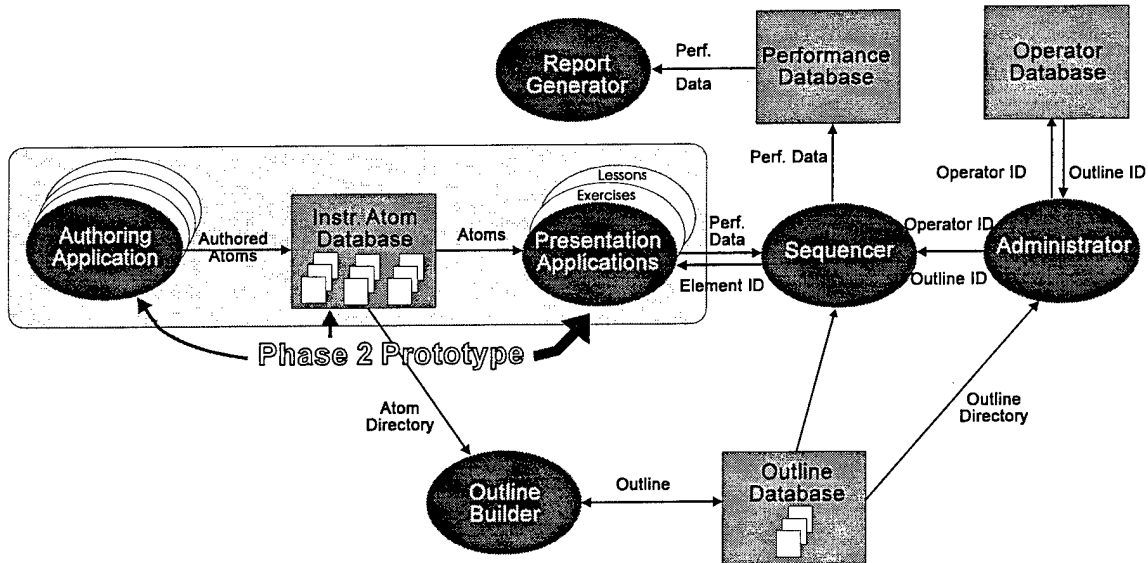 Report
Generator
Perf.
Data
Performance
Database
Operator
Database
Perf. Data
Operator ID
Outline ID
Lessons
Exercises
Authoring
Application
Authored
Atoms
Instr Atom
Database
Atoms
Presentation
Applications
Perf.
Data
Element ID
Sequencer
Operator ID
Outline ID
Administrator
Phase 2 Prototype
Atom
Directory
Outline
Directory
Outline
Builder
Outline
Outline
Database